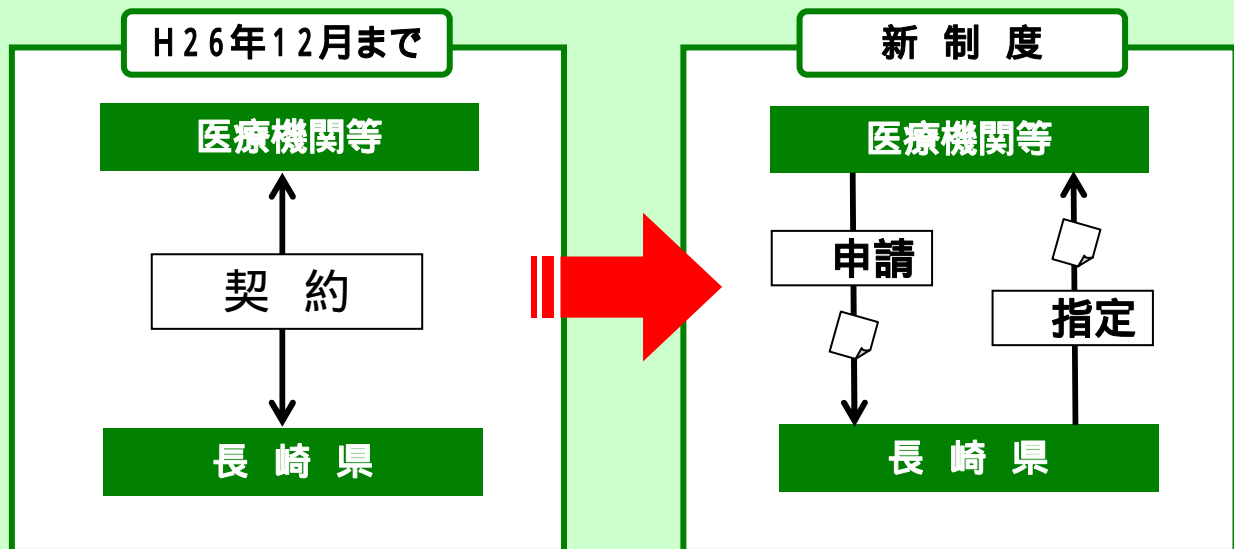 H26年12月まで
医療機関等
契 約
長 崎 県
新 制 度
医療機関等
申請
指定
長 崎 県